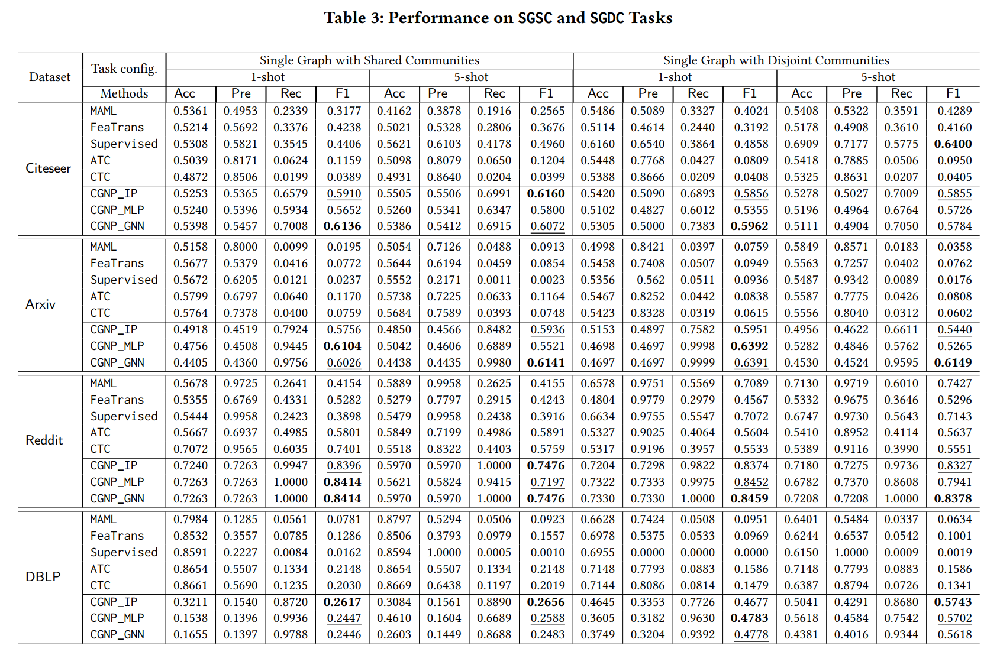 Table 3: Performance on SGSC and SGDC Tasks
Dataset Task config. Single Graph with Shared Communities Single Graph with Disjoint Communities
1-shot 5-shot 1-shot 5-shot
Methods Acc Pre Rec F1 Acc Pre Rec F1 Acc Pre Rec F1 Acc Pre Rec F1
Citeseer
MAML 0.5361 0.4953 0.2339 0.3177 0.4162 0.3878 0.1916 0.2565 0.5486 0.5089 0.3327 0.4024 0.5408 0.5322 0.3591 0.4289
FeaTrans 0.5214 0.5692 0.3376 0.4238 0.5021 0.5328 0.2806 0.3676 0.5114 0.4614 0.2440 0.3192 0.5178 0.4908 0.3610 0.4160
Supervised 0.5308 0.5821 0.3545 0.4406 0.5621 0.6103 0.4178 0.4960 0.6160 0.6540 0.3864 0.4858 0.6909 0.7177 0.5775 0.6400
ATC 0.5039 0.8171 0.0624 0.1159 0.5098 0.8079 0.0650 0.1204 0.5448 0.7768 0.0427 0.0809 0.5418 0.7885 0.0506 0.0950
CTC 0.4872 0.8506 0.0199 0.0389 0.4931 0.8640 0.0204 0.0399 0.5388 0.8666 0.0209 0.0408 0.5325 0.8631 0.0207 0.0405
CGNP_IP 0.5253 0.5365 0.6579 0.5910 0.5505 0.5506 0.6991 0.6160 0.5420 0.5090 0.6893 0.5856 0.5278 0.5027 0.7009 0.5855
CGNP_MLP 0.5240 0.5396 0.5934 0.5652 0.5260 0.5341 0.6347 0.5800 0.5102 0.4827 0.6012 0.5355 0.5196 0.4964 0.6764 0.5726
CGNP_GNN 0.5398 0.5457 0.7008 0.6136 0.5386 0.5412 0.6915 0.6072 0.5305 0.5000 0.7383 0.5962 0.5111 0.4904 0.7050 0.5784
Arxiv
MAML 0.5158 0.8000 0.0099 0.0195 0.5054 0.7126 0.0488 0.0913 0.4998 0.8421 0.0397 0.0759 0.5849 0.8571 0.0183 0.0358
FeaTrans 0.5677 0.5379 0.0416 0.0772 0.5644 0.6194 0.0459 0.0854 0.5458 0.7408 0.0507 0.0949 0.5563 0.7257 0.0402 0.0762
Supervised 0.5672 0.6205 0.0121 0.0237 0.5552 0.2171 0.0011 0.0023 0.5356 0.562 0.0511 0.0936 0.5487 0.9342 0.0089 0.0176
ATC 0.5799 0.6797 0.0640 0.1170 0.5738 0.7225 0.0633 0.1164 0.5467 0.8252 0.0442 0.0838 0.5587 0.7775 0.0426 0.0808
CTC 0.5764 0.7378 0.0400 0.0759 0.5684 0.7589 0.0393 0.0748 0.5423 0.8328 0.0319 0.0615 0.5556 0.8040 0.0312 0.0602
CGNP_IP 0.4918 0.4519 0.7924 0.5756 0.4850 0.4566 0.8482 0.5936 0.5153 0.4897 0.7582 0.5951 0.4956 0.4622 0.6611 0.5440
CGNP_MLP 0.4756 0.4508 0.9445 0.6104 0.5042 0.4606 0.6889 0.5521 0.4698 0.4697 0.9998 0.6392 0.5282 0.4846 0.5762 0.5265
CGNP_GNN 0.4405 0.4360 0.9756 0.6026 0.4438 0.4435 0.9980 0.6141 0.4697 0.4697 0.9999 0.6391 0.4530 0.4524 0.9595 0.6149
Reddit
MAML 0.5678 0.9725 0.2641 0.4154 0.5889 0.9958 0.2625 0.4155 0.6578 0.9751 0.5569 0.7089 0.7130 0.9719 0.6010 0.7427
FeaTrans 0.5355 0.6769 0.4331 0.5282 0.5279 0.7797 0.2915 0.4243 0.4804 0.9779 0.2979 0.4567 0.5332 0.9675 0.3646 0.5296
Supervised 0.5444 0.9958 0.2423 0.3898 0.5479 0.9958 0.2438 0.3916 0.6634 0.9755 0.5547 0.7072 0.6747 0.9730 0.5643 0.7143
ATC 0.5667 0.6937 0.4985 0.5801 0.5849 0.7199 0.4986 0.5891 0.5327 0.9025 0.4064 0.5604 0.5410 0.8952 0.4114 0.5637
CTC 0.7072 0.9565 0.6035 0.7401 0.5518 0.8322 0.4403 0.5759 0.5317 0.9196 0.3957 0.5533 0.5389 0.9116 0.3990 0.5551
CGNP_IP 0.7240 0.7263 0.9947 0.8396 0.5970 0.5970 1.0000 0.7476 0.7204 0.7298 0.9822 0.8374 0.7180 0.7275 0.9736 0.8327
CGNP_MLP 0.7263 0.7263 1.0000 0.8414 0.5621 0.5824 0.9415 0.7197 0.7322 0.7333 0.9975 0.8452 0.6782 0.7370 0.8608 0.7941
CGNP_GNN 0.7263 0.7263 1.0000 0.8414 0.5970 0.5970 1.0000 0.7476 0.7330 0.7330 1.0000 0.8459 0.7208 0.7208 1.0000 0.8378
DBLP
MAML 0.7984 0.1285 0.0561 0.0781 0.8797 0.5294 0.0506 0.0923 0.6628 0.7424 0.0508 0.0951 0.6401 0.5484 0.0337 0.0634
FeaTrans 0.8532 0.3557 0.0785 0.1286 0.8506 0.3793 0.0979 0.1557 0.6978 0.5375 0.0533 0.0969 0.6244 0.6537 0.0542 0.1001
Supervised 0.8591 0.2227 0.0084 0.0162 0.8594 1.0000 0.0005 0.0010 0.6955 0.0000 0.0000 0.0000 0.6150 1.0000 0.0009 0.0019
ATC 0.8654 0.5507 0.1334 0.2148 0.8654 0.5507 0.1334 0.2148 0.7148 0.7793 0.0883 0.1586 0.7148 0.7793 0.0883 0.1586
CTC 0.8661 0.5690 0.1235 0.2030 0.8669 0.6438 0.1197 0.2019 0.7144 0.8086 0.0814 0.1479 0.6387 0.8794 0.0726 0.1341
CGNP_IP 0.3211 0.1540 0.8720 0.2617 0.3084 0.1561 0.8890 0.2656 0.4645 0.3353 0.7726 0.4677 0.5041 0.4291 0.8680 0.5743
CGNP_MLP 0.1538 0.1396 0.9936 0.2447 0.4610 0.1604 0.6689 0.2588 0.3605 0.3182 0.9630 0.4783 0.5618 0.4584 0.7542 0.5702
CGNP_GNN 0.1655 0.1397 0.9788 0.2446 0.2603 0.1449 0.8688 0.2483 0.3749 0.3204 0.9392 0.4778 0.4381 0.4016 0.9344 0.5618